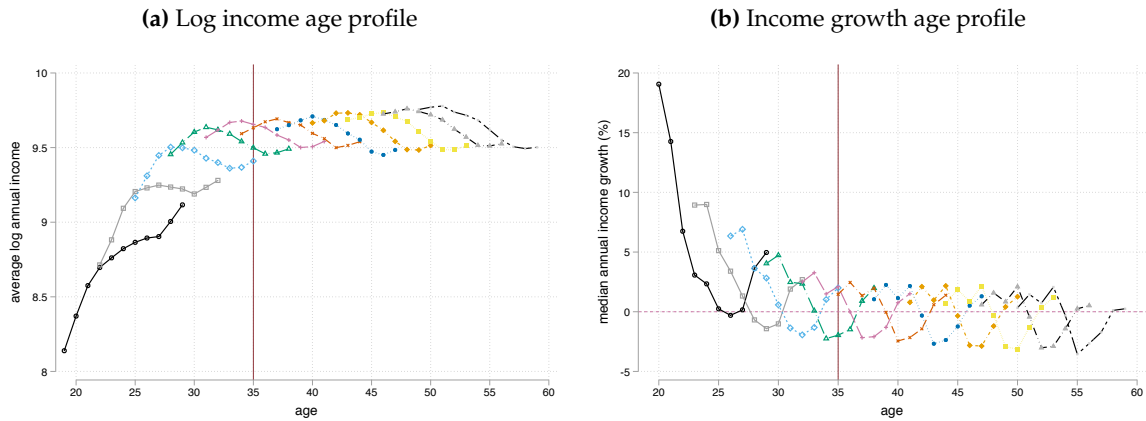 (a) Log income age profile
10
9.5
9
8.5
8
average log annual income
20 25 30 35 40 45 50 55 60
age
(b) Income growth age profile
20
15
10
5
0
-5
median annual income growth (%)
20 25 30 35 40 45 50 55 60
age